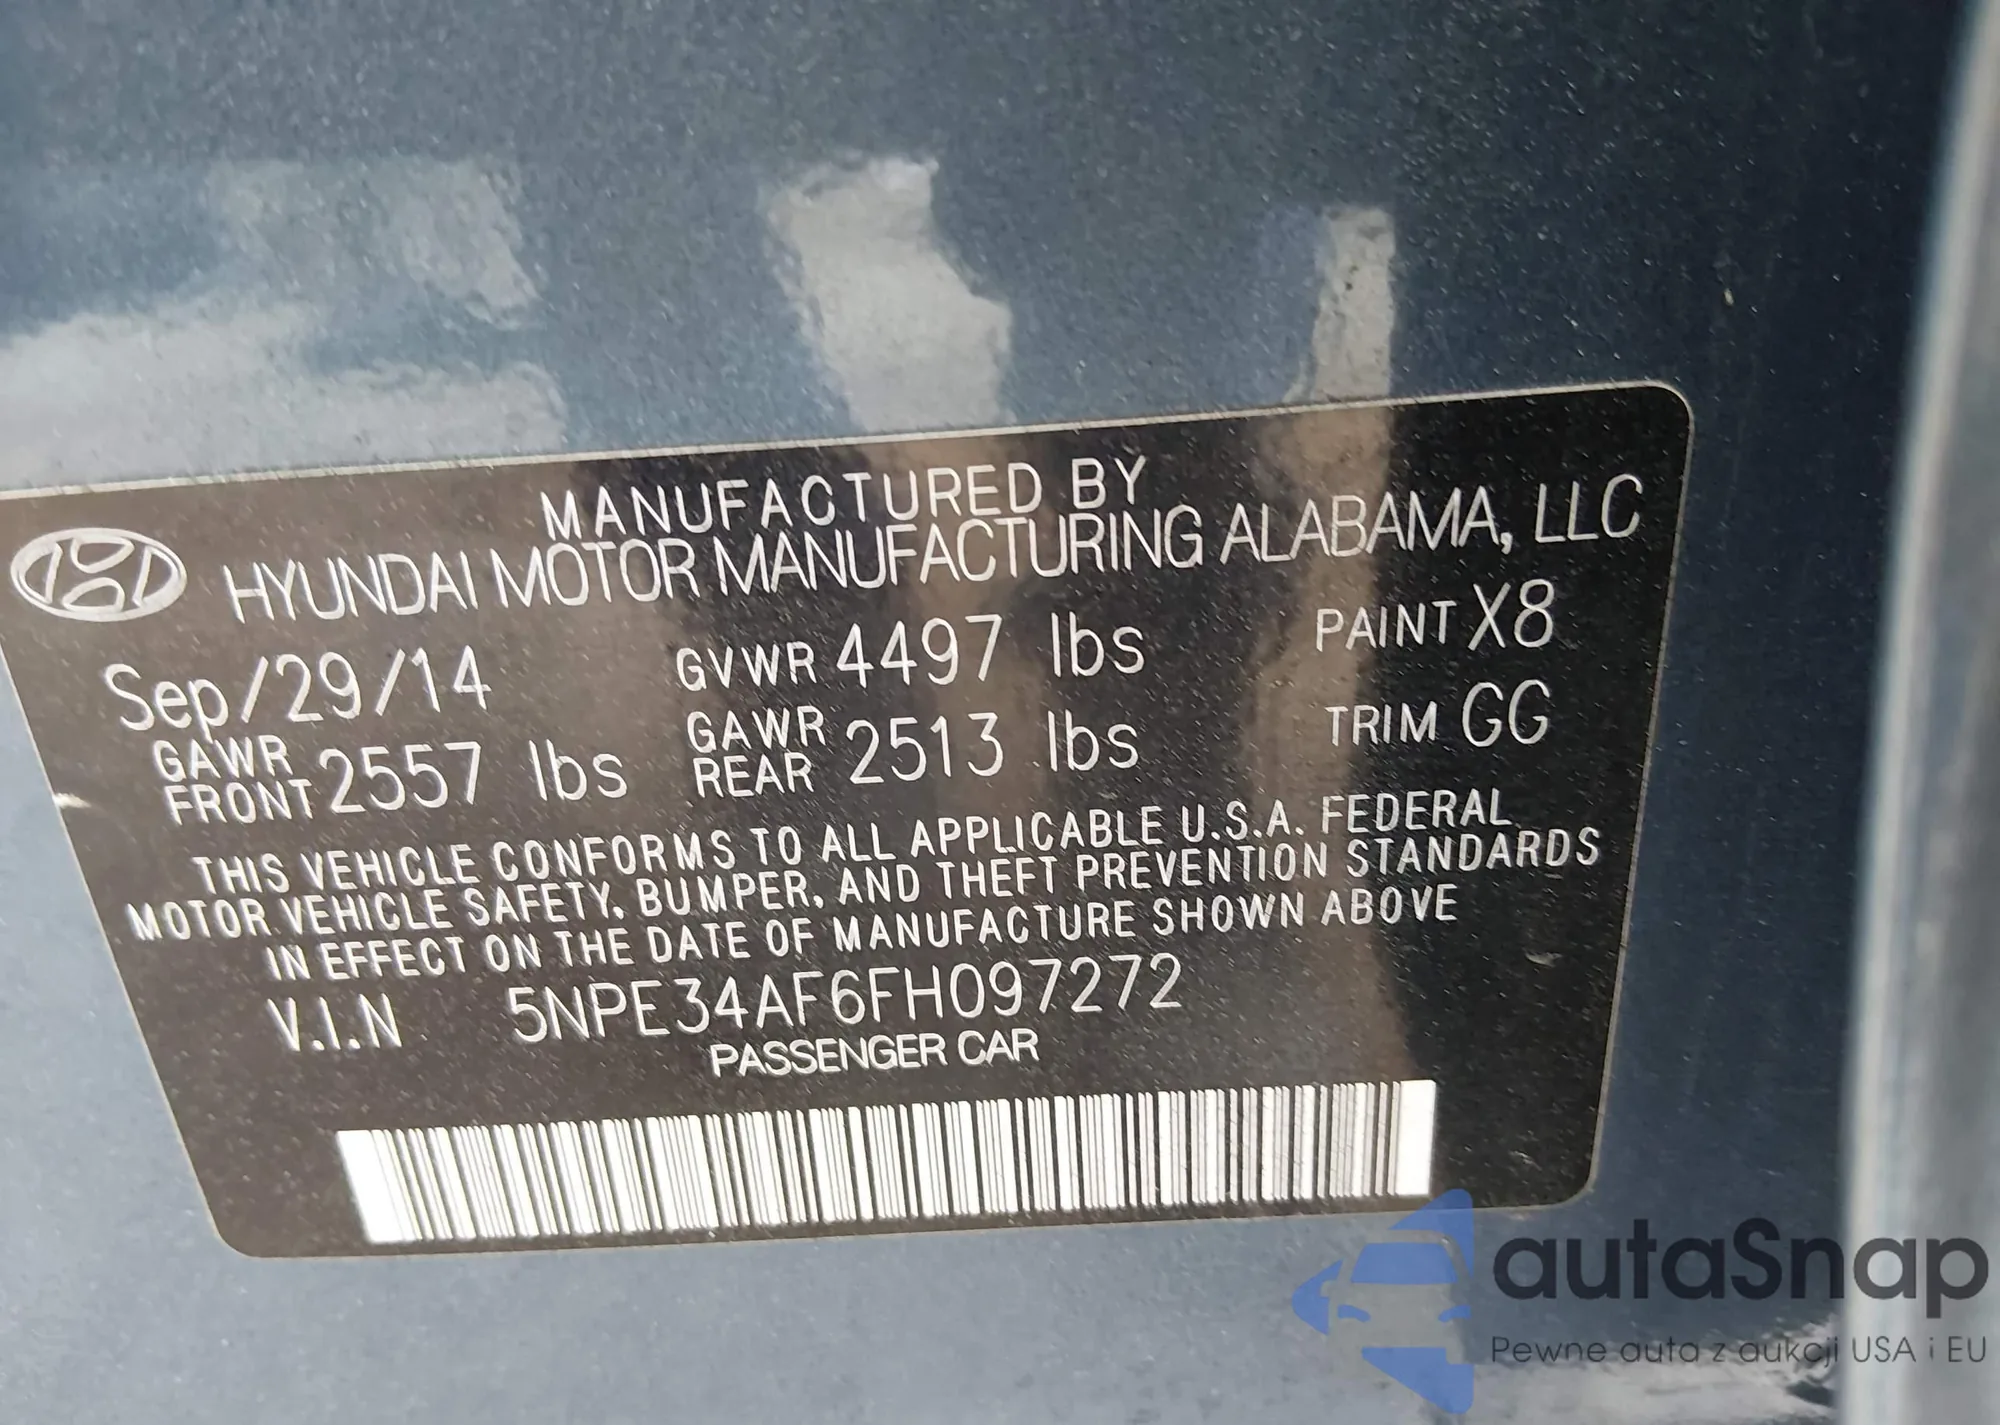 MANUFACTURED BY
HYUNDAI MOTOR MANUFACTURING ALABAMA, LLC
Sep/29/14 GVWR 4497 lbs PAINT X8
GAWR FRONT 2557 lbs GAWR REAR 2513 lbs TRIM GG
THIS VEHICLE CONFORMS TO ALL APPLICABLE U.S.A. FEDERAL
MOTOR VEHICLE SAFETY, BUMPER, AND THEFT PREVENTION STANDARDS
IN EFFECT ON THE DATE OF MANUFACTURE SHOWN ABOVE
V.I.N 5NPE34AF6FH097272
PASSENGER CAR
autaSnap
Pewne auta z aukcji USA i EU